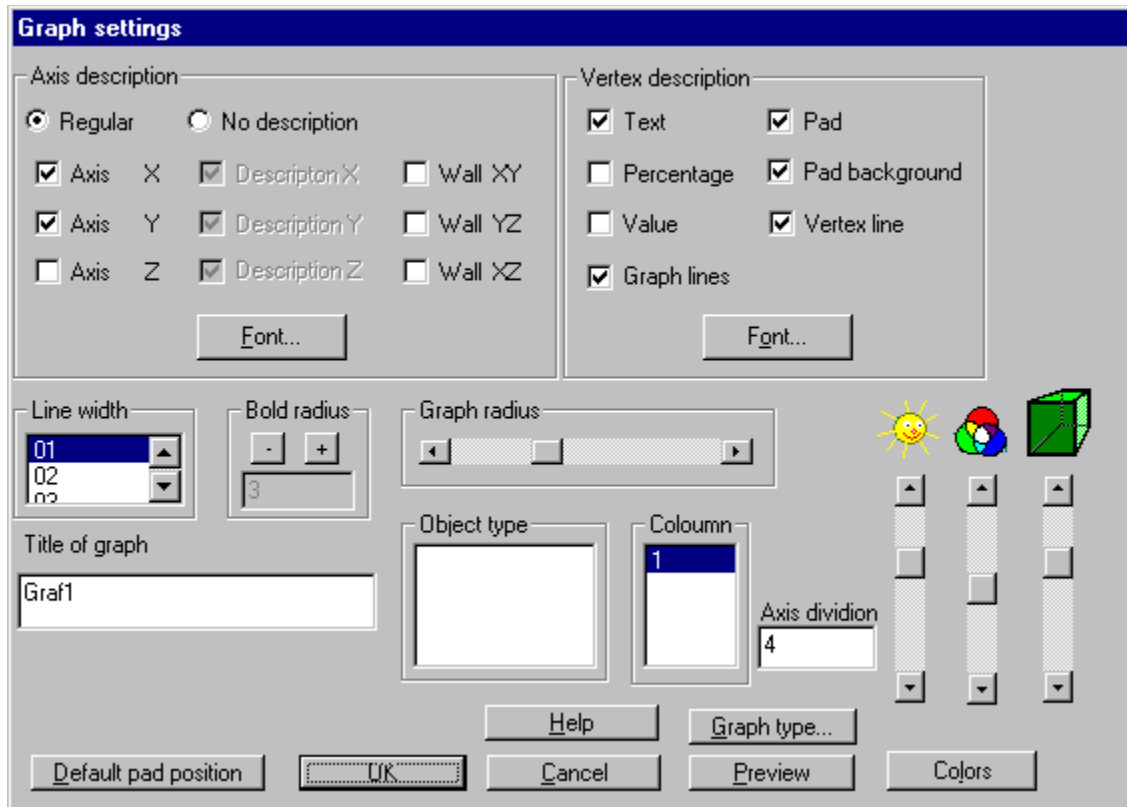 Graph settings
Axis description
Regular
No description
Axis X
Descripton X
Wall XY
Axis Y
Description Y
Wall YZ
Axis Z
Description Z
Wall XZ
Font...
Vertex description
Text
Pad
Percentage
Pad background
Value
Vertex line
Graph lines
Font...
Line width
01
02
03
Bold radius
-
+
3
Graph radius
Title of graph
Graf1
Object type
Coloumn
1
Axis dividion
4
Help
Graph type...
Default pad position
OK
Cancel
Preview
Colors